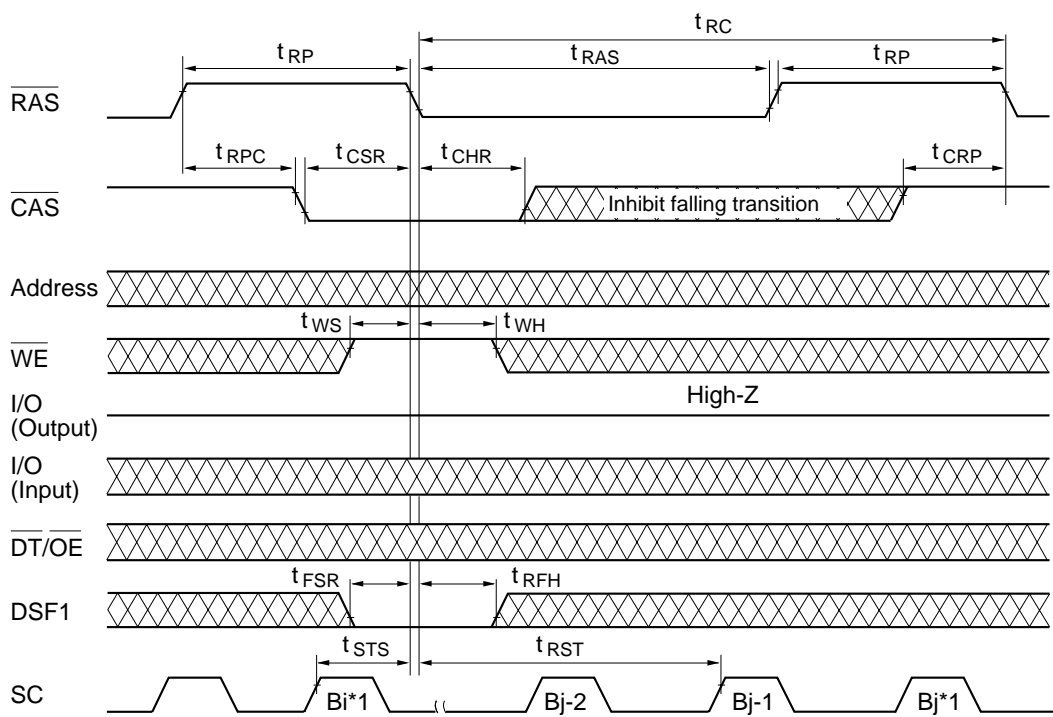 tRC
tRP tRAS tRP
RAS
tRPC tCSR tCHR tCRP
CAS Inhibit falling transition
Address
tWS tWH
WE
High-Z
I/O
(Output)
I/O
(Input)
DT/OE
tFSR tRFH
DSF1
tSTS tRST
SC Bi*1 Bj-2 Bj-1 Bj*1